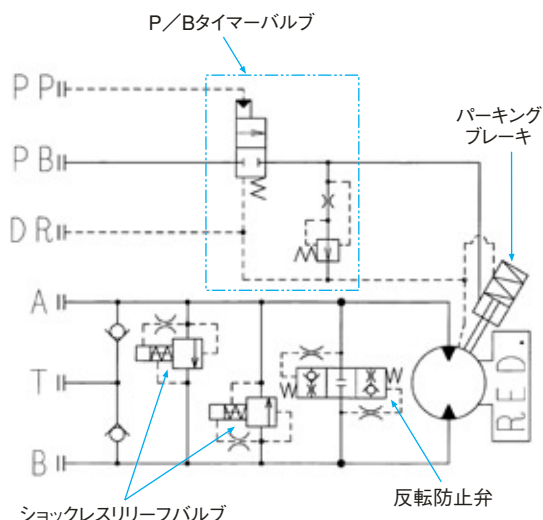 P／Bタイマーバルブ
PP
パーキング
ブレーキ
PB
DR
A
T
RED.
B
ショックレスリリーフバルブ
反転防止弁